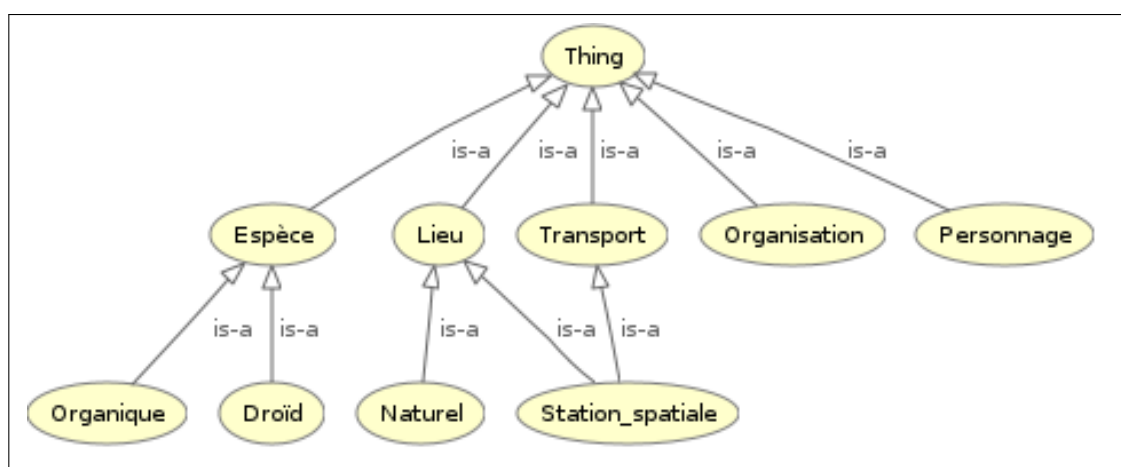 Thing
is-a is-a is-a is-a is-a
Espèce Lieu Transport Organisation Personnage
is-a is-a is-a is-a is-a
Organique Droïd Naturel Station_spatiale